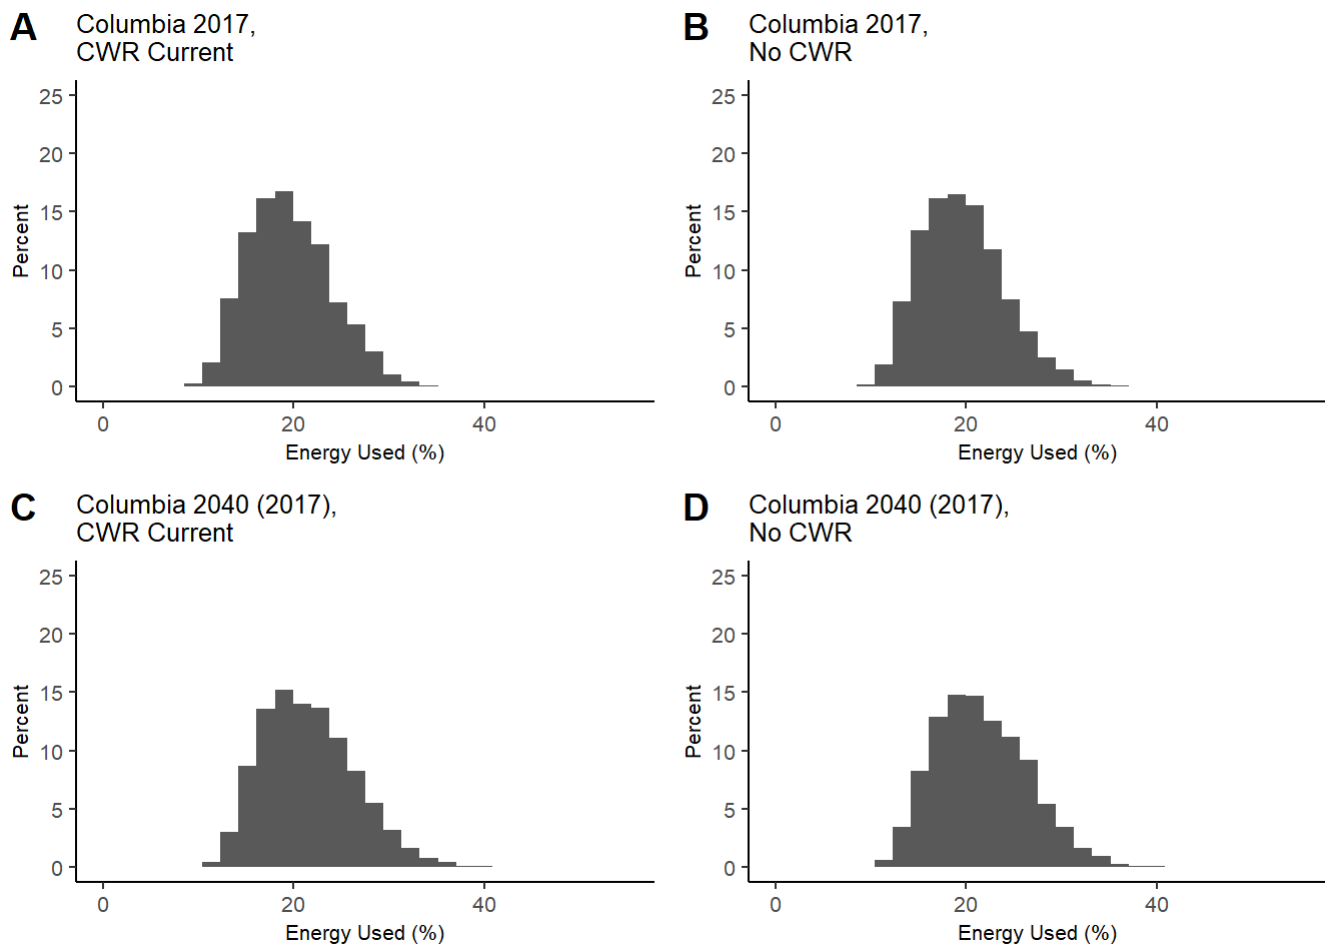 A Columbia 2017,
CWR Current
25
20
15
10
5
0
Percent
0 20 40
Energy Used (%)
B Columbia 2017,
No CWR
25
20
15
10
5
0
Percent
0 20 40
Energy Used (%)
C Columbia 2040 (2017),
CWR Current
25
20
15
10
5
0
Percent
0 20 40
Energy Used (%)
D Columbia 2040 (2017),
No CWR
25
20
15
10
5
0
Percent
0 20 40
Energy Used (%)